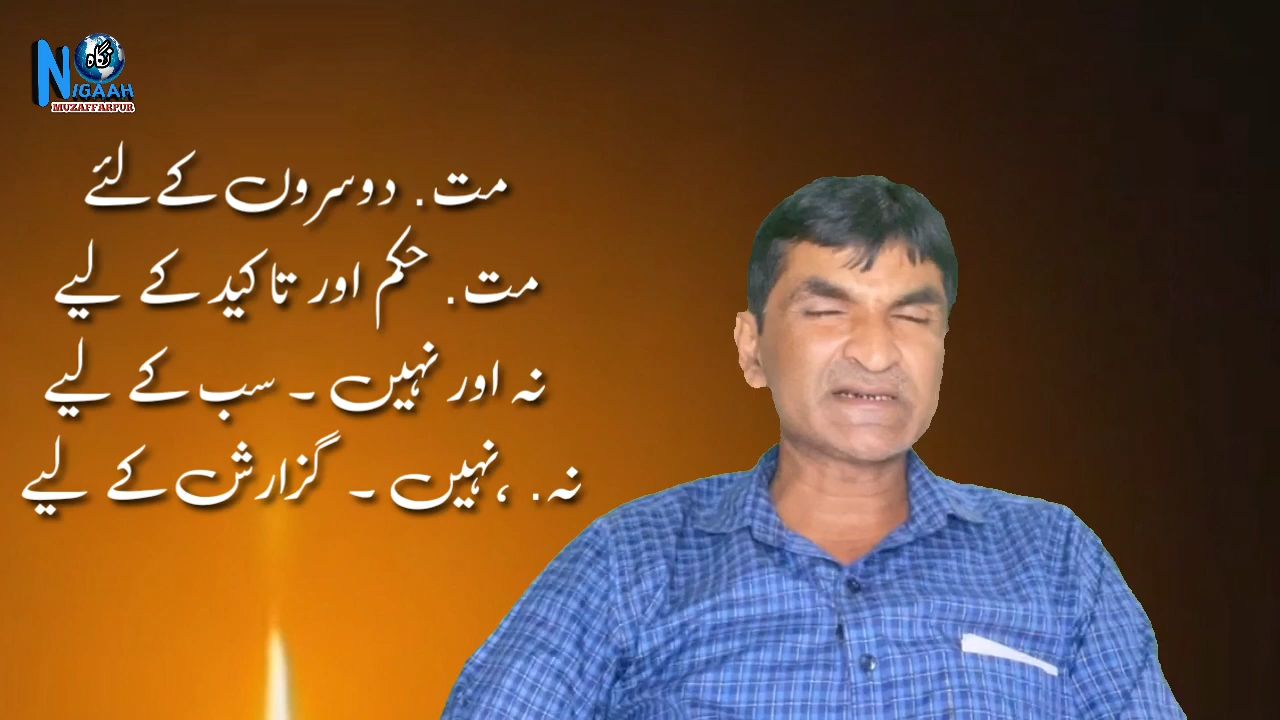 نگاہ
NIGAAH
MUZAFFARPUR
مت. دوسروں کے لئے
مت. حکم اور تاکید کے لیے
نہ اور نہیں ۔ سب کے لیے
نہ. ،نہیں ۔ گزارش کے لیے